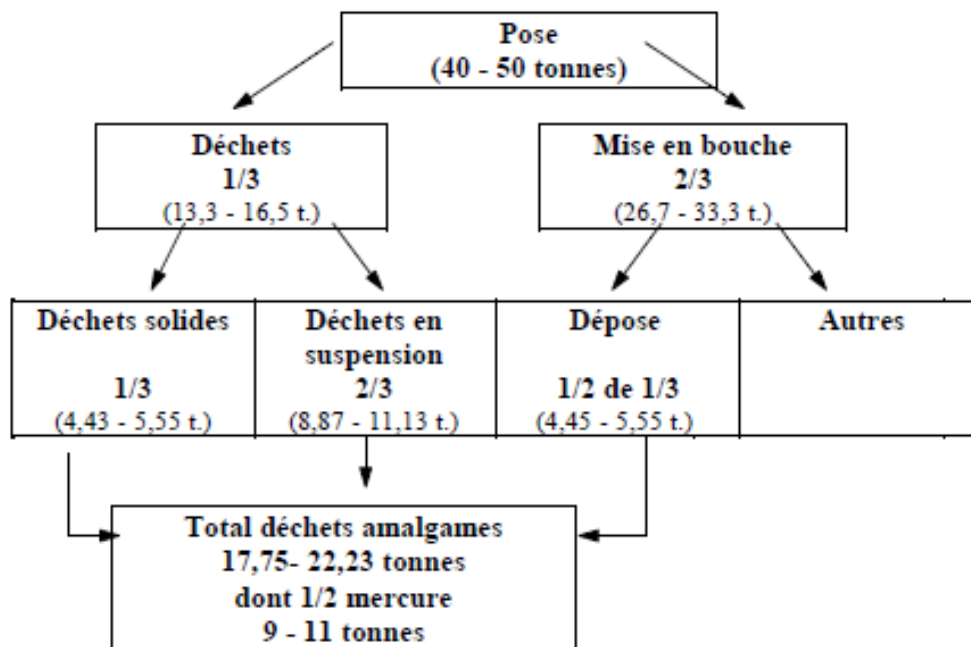 Pose
(40 - 50 tonnes)
Déchets
1/3
(13,3 - 16,5 t.)
Mise en bouche
2/3
(26,7 - 33,3 t.)
Déchets solides
1/3
(4,43 - 5,55 t.)
Déchets en
suspension
2/3
(8,87 - 11,13 t.)
Dépose
1/2 de 1/3
(4,45 - 5,55 t.)
Autres
Total déchets amalgames
17,75- 22,23 tonnes
dont 1/2 mercure
9 - 11 tonnes